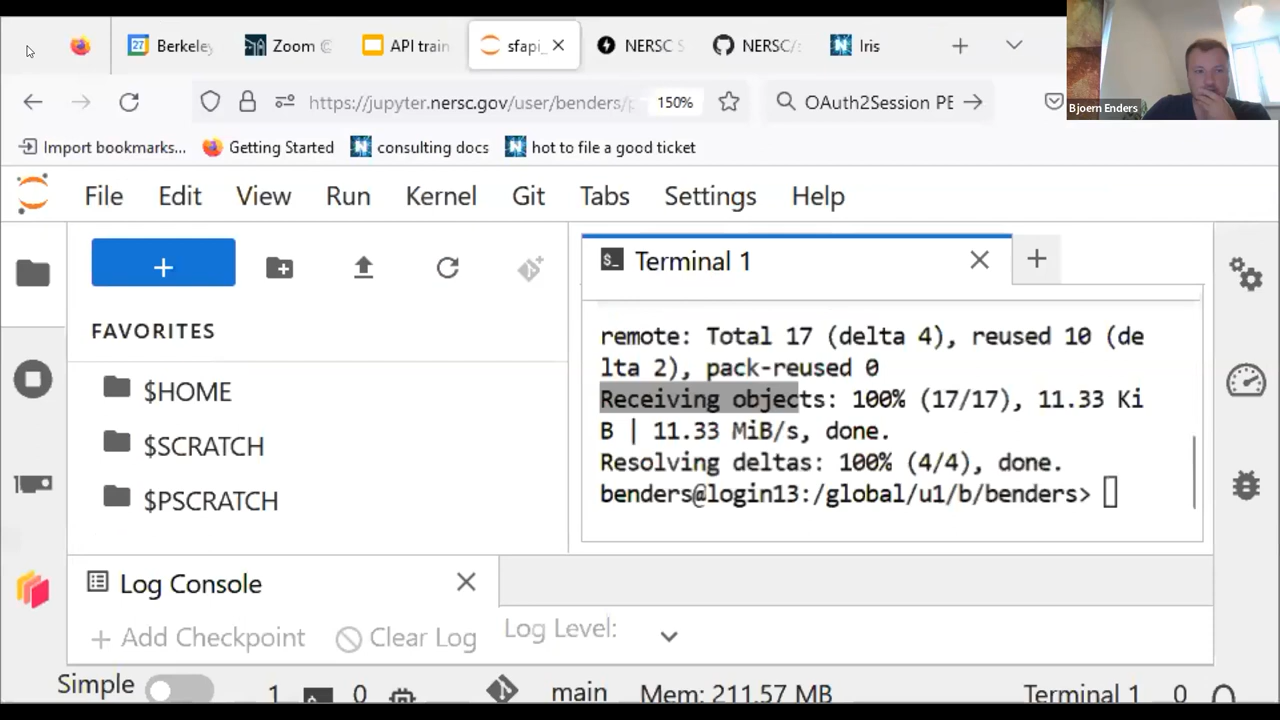 Berkeley
Zoom
API train
sfapi_
NERSC S
NERSC/
Iris
https://jupyter.nersc.gov/user/benders/p
150%
OAuth2Session PE
Bjoern Enders
Import bookmarks...
Getting Started
consulting docs
hot to file a good ticket
File Edit View Run Kernel Git Tabs Settings Help
+
Terminal 1
FAVORITES
$HOME
$SCRATCH
$PSCRATCH
remote: Total 17 (delta 4), reused 10 (de
lta 2), pack-reused 0
Receiving objects: 100% (17/17), 11.33 Ki
B | 11.33 MiB/s, done.
Resolving deltas: 100% (4/4), done.
benders@login13:/global/u1/b/benders>
Log Console
+ Add Checkpoint
Clear Log
Log Level:
Simple
1
0
main
Mem: 211.57 MB
Terminal 1
0